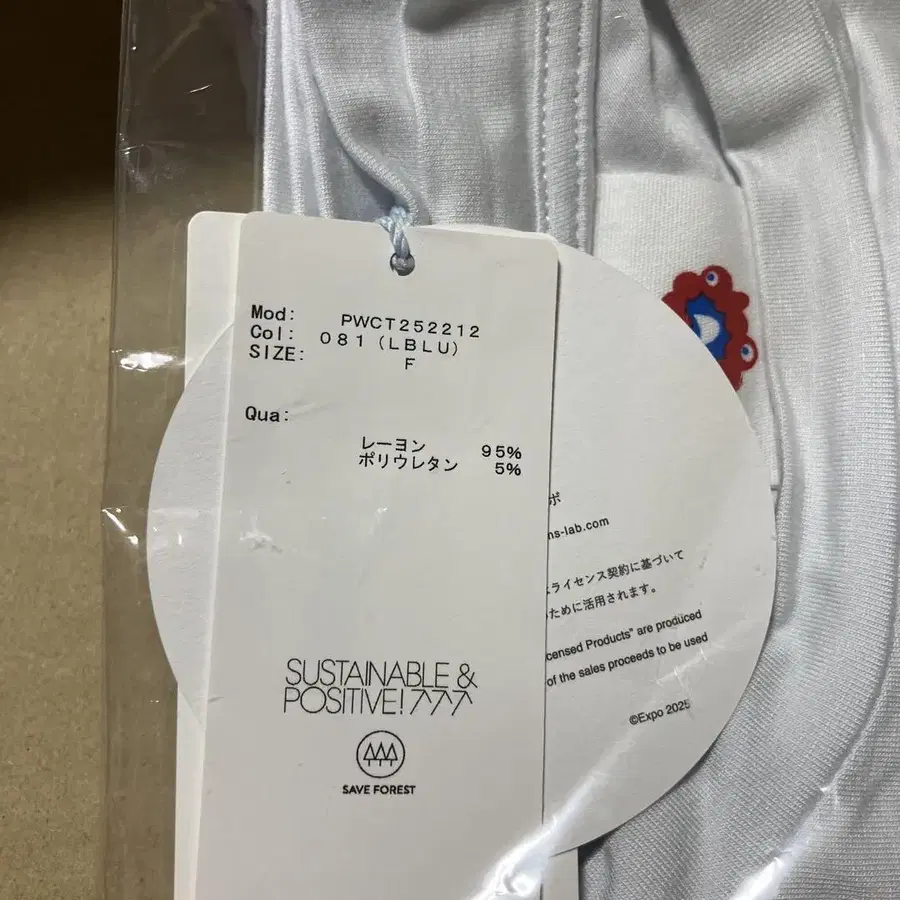 Mod: PWCT252212
Col: 081 (LBLU)
SIZE: F
Qua:
レーヨン 95%
ポリウレタン 5%
SUSTAINABLE &
POSITIVE! 777
SAVE FOREST
ボ
ns-lab.com
ライセンス契約に基づいて
ために活用されます。
censed Products" are produced
of the sales proceeds to be used
©Expo 2025